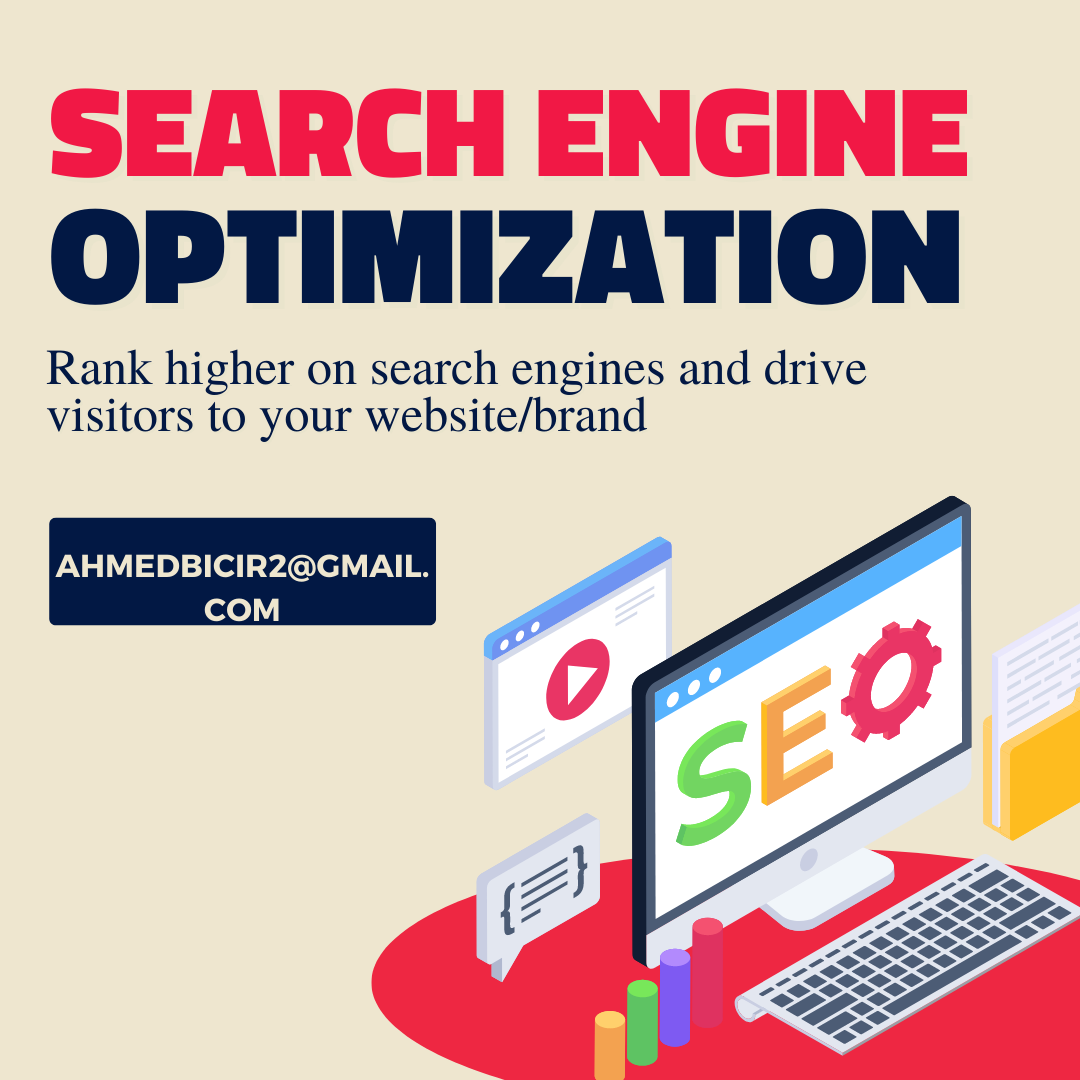 SEARCH ENGINE
OPTIMIZATION
Rank higher on search engines and drive
visitors to your website/brand
AHMEDBICIR2@GMAIL.
COM
SEO